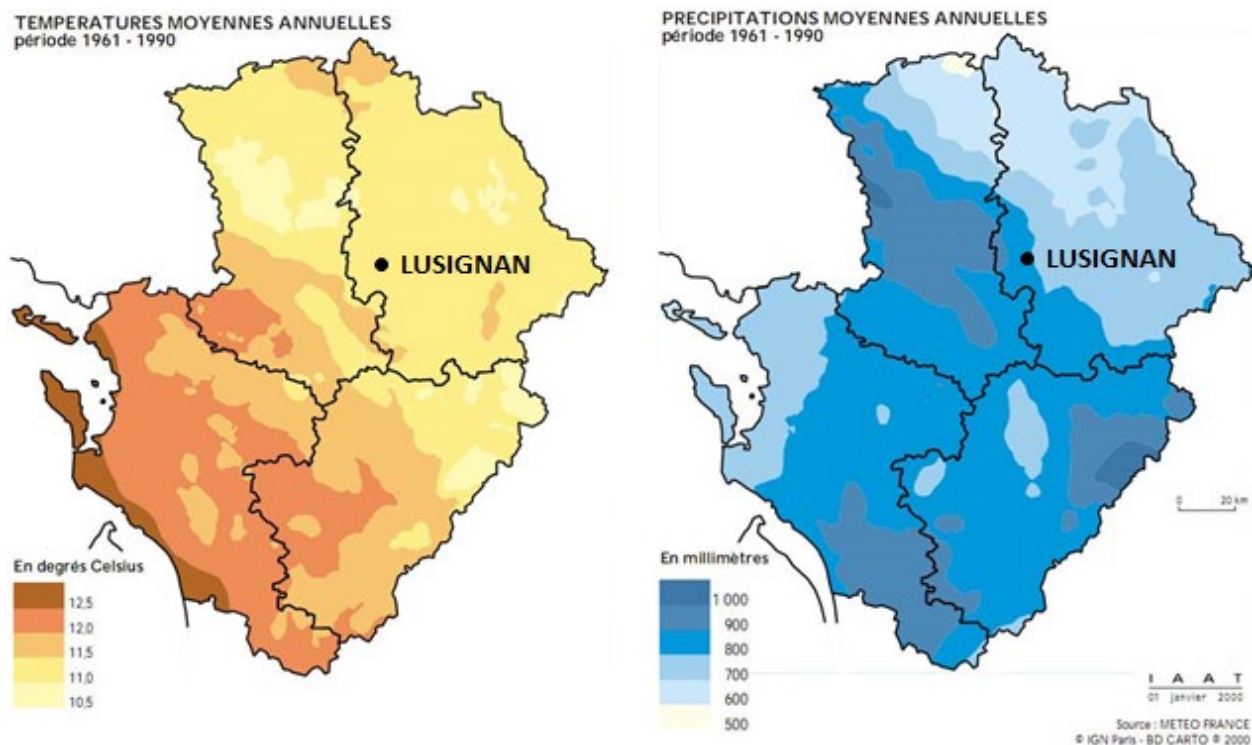 TEMPERATURES MOYENNES ANNUELLES
période 1961 - 1990
LUSIGNAN
En degrés Celsius
12,5
12,0
11,5
11,0
10,5
PRECIPITATIONS MOYENNES ANNUELLES
période 1961 - 1990
LUSIGNAN
0 20 km
En millimètres
1 000
900
800
700
600
500
I A A T
01 janvier 2000
Source : METEO FRANCE
© IGN Paris - BD CARTO ® 2000